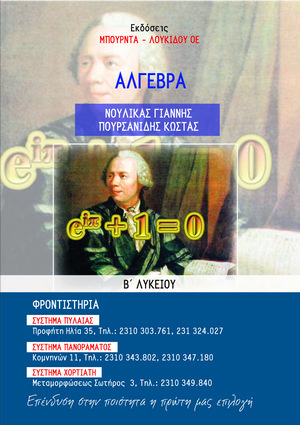 Εκδόσεις
ΜΠΟΥΡΝΤΑ - ΛΟΥΚΙΔΟΥ ΟΕ
ΑΛΓΕΒΡΑ
ΝΟΥΛΙΚΑΣ ΓΙΑΝΝΗΣ
ΠΟΥΡΣΑΝΙΔΗΣ ΚΩΣΤΑΣ
e^{iπ}+1=0
Β΄ ΛΥΚΕΙΟΥ
ΦΡΟΝΤΙΣΤΗΡΙΑ
ΣΥΣΤΗΜΑ ΠΥΛΑΙΑΣ
Προφήτη Ηλία 35, Τηλ.: 2310 303.761, 231 324.027
ΣΥΣΤΗΜΑ ΠΑΝΟΡΑΜΑΤΟΣ
Κομνηνών 11, Τηλ.: 2310 343.802, 2310 347.180
ΣΥΣΤΗΜΑ ΧΟΡΤΙΑΤΗ
Μεταμορφώσεως Σωτήρος 3, Τηλ.: 2310 349.840
Επένδυση στην ποιότητα η πρώτη μας επιλογή